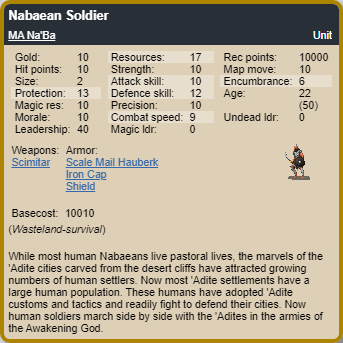 Nabaean Soldier
MA Na'Ba Unit
Gold: 10 Resources: 17 Rec points: 10000
Hit points: 10 Strength: 10 Map move: 10
Size: 2 Attack skill: 10 Encumbrance: 6
Protection: 13 Defence skill: 12 Age: 22
Magic res: 10 Precision: 10 (50)
Morale: 10 Combat speed: 9 Undead ldr: 0
Leadership: 40 Magic ldr: 0
Weapons: Armor:
Scimitar Scale Mail Hauberk
Iron Cap
Shield
Basecost: 10010
(Wasteland-survival)
While most human Nabaeans live pastoral lives, the marvels of the
'Adite cities carved from the desert cliffs have attracted growing
numbers of human settlers. Now most 'Adite settlements have a
large human population. These humans have adopted 'Adite
customs and tactics and readily fight to defend their cities. Now
human soldiers march side by side with the 'Adites in the armies of
the Awakening God.